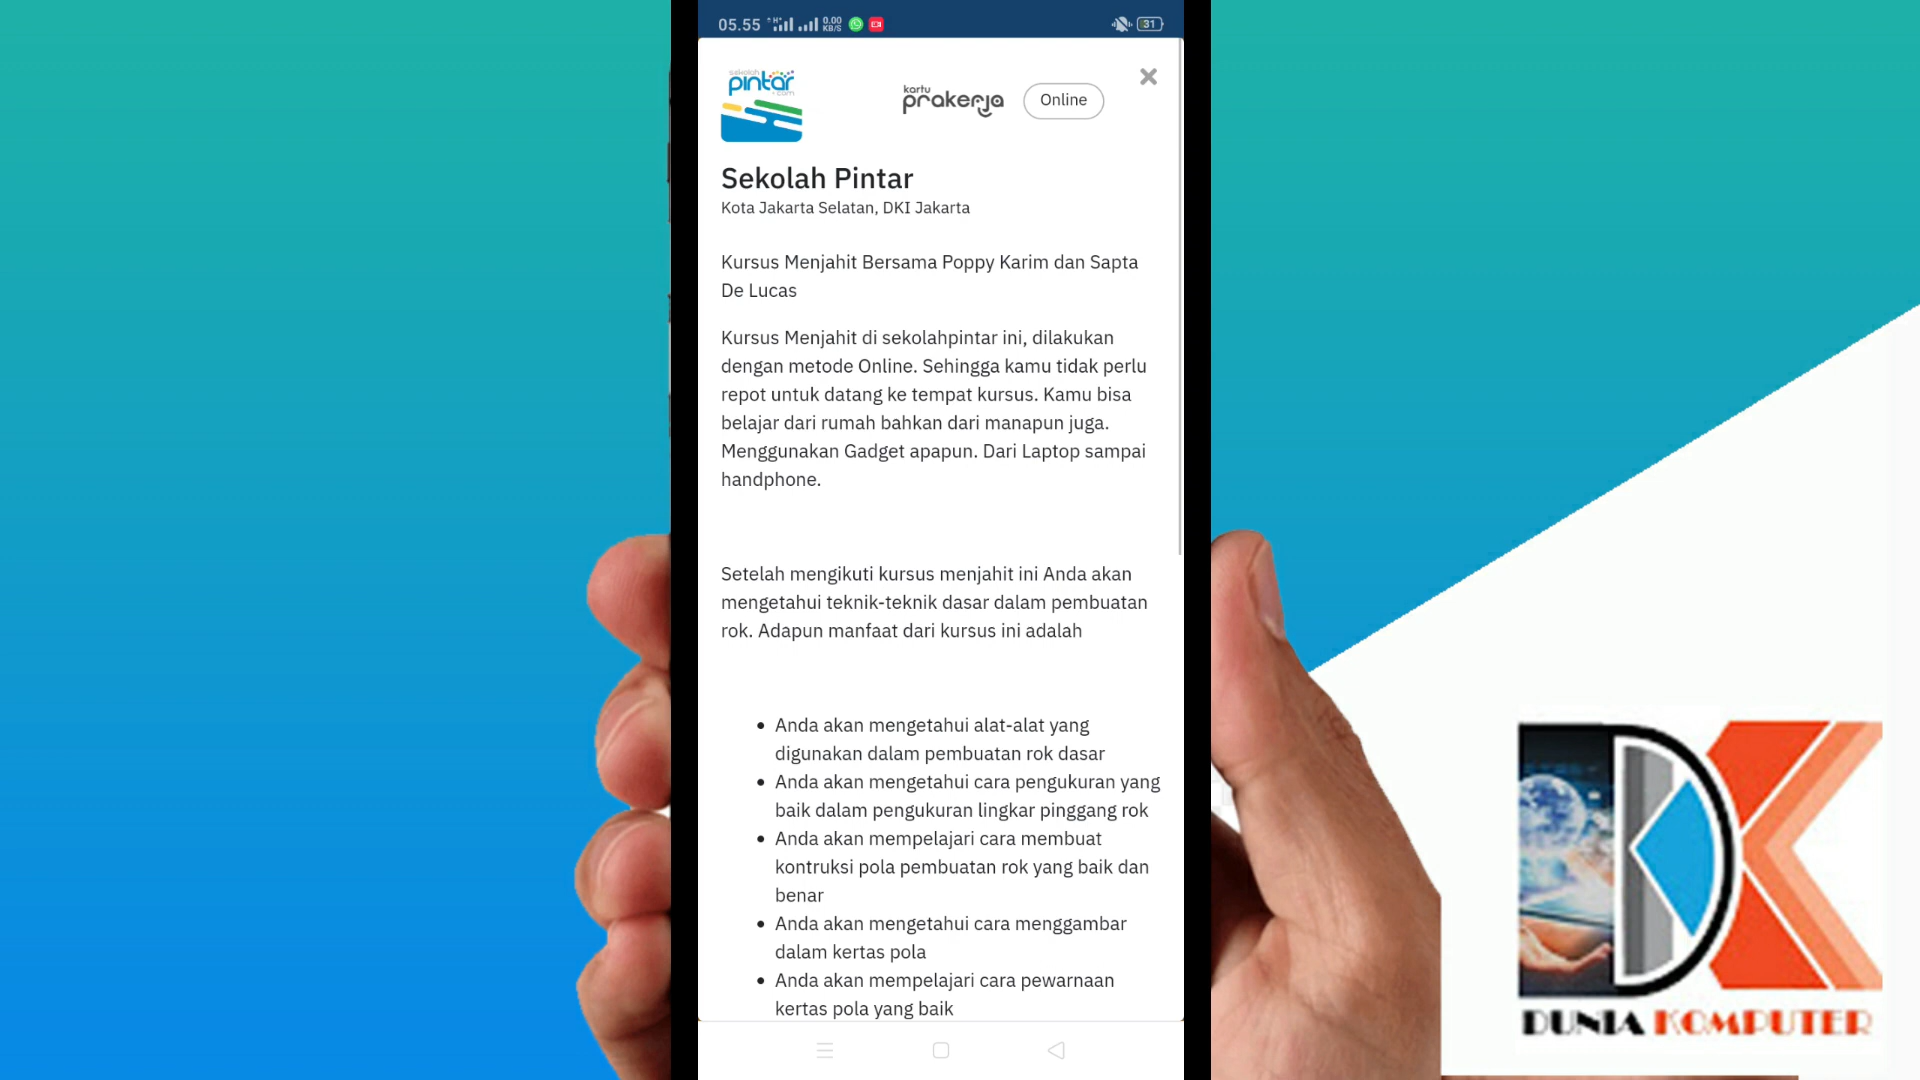 05.55
H+
0.00
KB/S
31
sekolah
pintar
.com
kartu
prakerja
Online
Sekolah Pintar
Kota Jakarta Selatan, DKI Jakarta
Kursus Menjahit Bersama Poppy Karim dan Sapta
De Lucas
Kursus Menjahit di sekolahpintar ini, dilakukan
dengan metode Online. Sehingga kamu tidak perlu
repot untuk datang ke tempat kursus. Kamu bisa
belajar dari rumah bahkan dari manapun juga.
Menggunakan Gadget apapun. Dari Laptop sampai
handphone.
Setelah mengikuti kursus menjahit ini Anda akan
mengetahui teknik-teknik dasar dalam pembuatan
rok. Adapun manfaat dari kursus ini adalah
• Anda akan mengetahui alat-alat yang
digunakan dalam pembuatan rok dasar
• Anda akan mengetahui cara pengukuran yang
baik dalam pengukuran lingkar pinggang rok
• Anda akan mempelajari cara membuat
kontruksi pola pembuatan rok yang baik dan
benar
• Anda akan mengetahui cara menggambar
dalam kertas pola
• Anda akan mempelajari cara pewarnaan
kertas pola yang baik
DK
DUNIA KOMPUTER